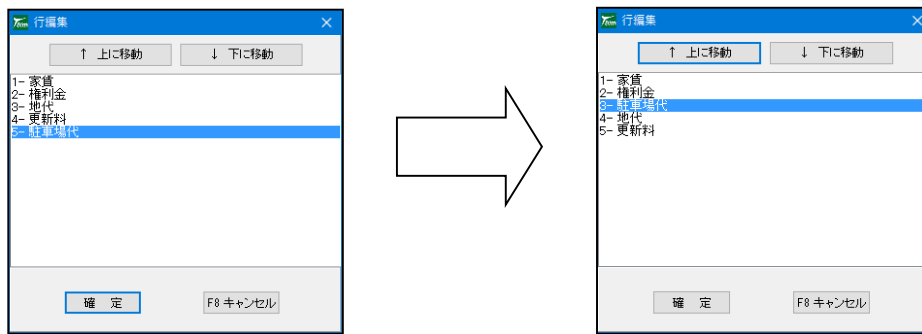 行編集
↑ 上に移動 ↓ 下に移動
1- 家賃
2- 権利金
3- 地代
4- 更新料
5- 駐車場代
確 定 F8 キャンセル
行編集
↑ 上に移動 ↓ 下に移動
1- 家賃
2- 権利金
3- 駐車場代
4- 地代
5- 更新料
確 定 F8 キャンセル